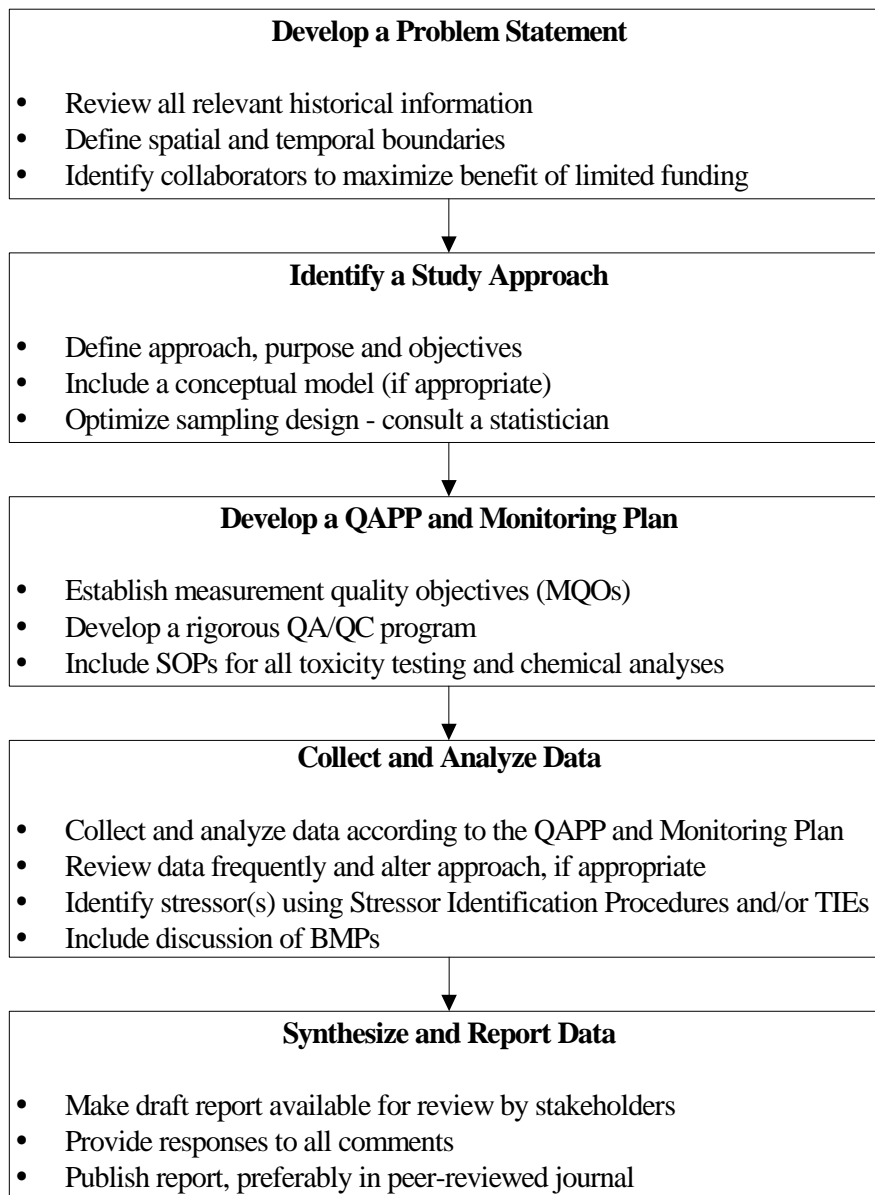 Develop a Problem Statement
• Review all relevant historical information
• Define spatial and temporal boundaries
• Identify collaborators to maximize benefit of limited funding
Identify a Study Approach
• Define approach, purpose and objectives
• Include a conceptual model (if appropriate)
• Optimize sampling design - consult a statistician
Develop a QAPP and Monitoring Plan
• Establish measurement quality objectives (MQOs)
• Develop a rigorous QA/QC program
• Include SOPs for all toxicity testing and chemical analyses
Collect and Analyze Data
• Collect and analyze data according to the QAPP and Monitoring Plan
• Review data frequently and alter approach, if appropriate
• Identify stressor(s) using Stressor Identification Procedures and/or TIEs
• Include discussion of BMPs
Synthesize and Report Data
• Make draft report available for review by stakeholders
• Provide responses to all comments
• Publish report, preferably in peer-reviewed journal